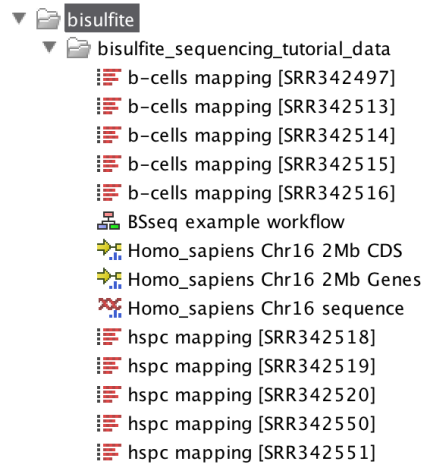 bisulfite
bisulfite_sequencing_tutorial_data
b-cells mapping [SRR342497]
b-cells mapping [SRR342513]
b-cells mapping [SRR342514]
b-cells mapping [SRR342515]
b-cells mapping [SRR342516]
BSseq example workflow
Homo_sapiens Chr16 2Mb CDS
Homo_sapiens Chr16 2Mb Genes
Homo_sapiens Chr16 sequence
hspc mapping [SRR342518]
hspc mapping [SRR342519]
hspc mapping [SRR342520]
hspc mapping [SRR342550]
hspc mapping [SRR342551]